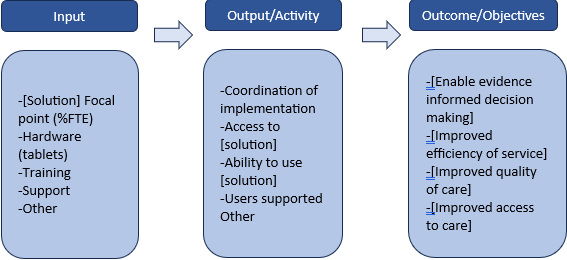 Input
Output/Activity
Outcome/Objectives
-[Solution] Focal
point (%FTE)
-Hardware
(tablets)
-Training
-Support
-Other
-Coordination of
implementation
-Access to
[solution]
-Ability to use
[solution]
-Users supported
Other
-[Enable evidence
informed decision
making]
-[Improved
efficiency of service]
-[Improved quality
of care]
-[Improved access
to care]